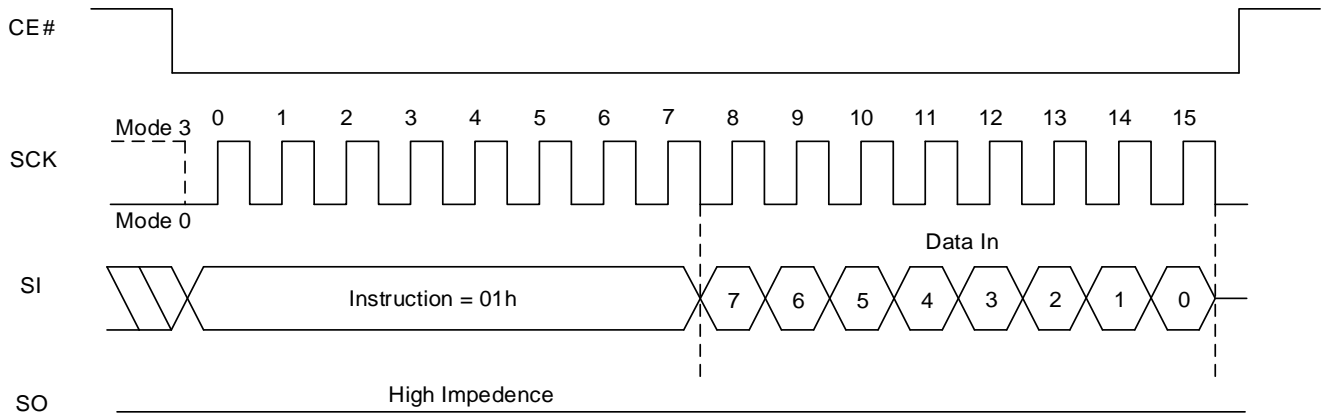 CE#
0 1 2 3 4 5 6 7 8 9 10 11 12 13 14 15
Mode 3
SCK
Mode 0
Data In
SI
Instruction = 01h
7 6 5 4 3 2 1 0
High Impedence
SO